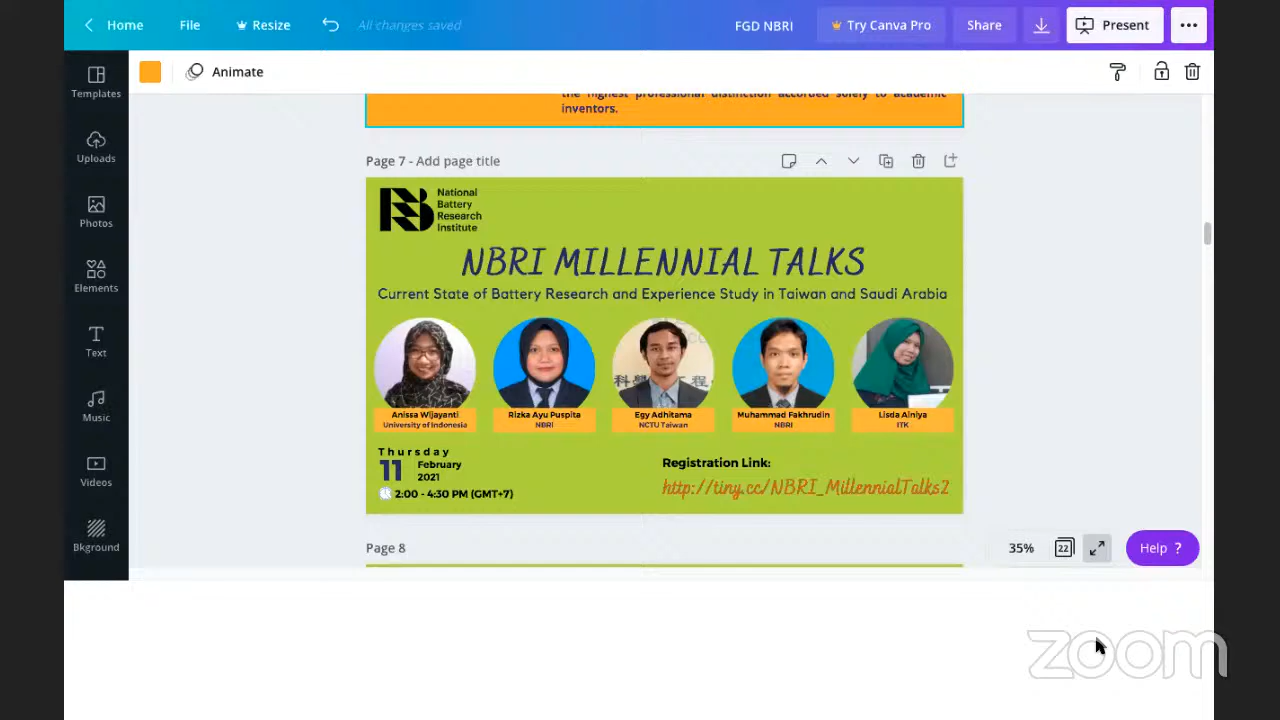 Home File Resize All changes saved FGD NBRI Try Canva Pro Share Present
Animate
Templates
Uploads
Photos
Elements
Text
Music
Videos
Bkground
the highest professional distinction accorded solely to academic
inventors.
Page 7 - Add page title
National
Battery
Research
Institute
NBRI MILLENNIAL TALKS
Current State of Battery Research and Experience Study in Taiwan and Saudi Arabia
科學 工程
Anissa Wijayanti
University of Indonesia
Rizka Ayu Puspita
NBRI
Egy Adhitama
NCTU Taiwan
Muhammad Fakhrudin
NBRI
Lisda Alniya
ITK
Thursday
11 February
2021
2:00 - 4:30 PM (GMT+7)
Registration Link:
http://tiny.cc/NBRI_MillennialTalks2
Page 8
35% 22 Help ?
zoom